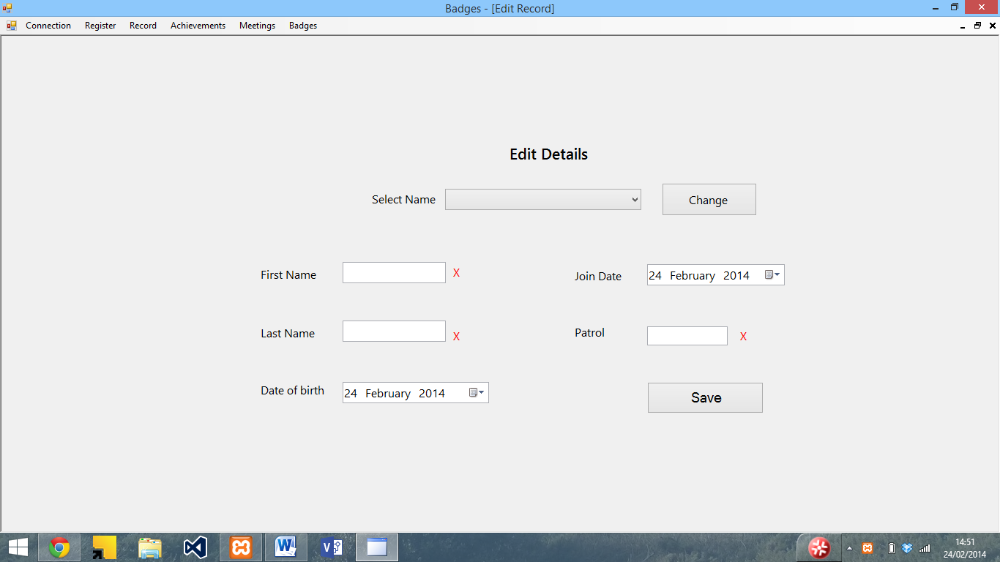 Badges - [Edit Record]
Connection Register Record Achievements Meetings Badges
Edit Details
Select Name Change
First Name X Join Date 24 February 2014
Last Name X Patrol X
Date of birth 24 February 2014 Save
14:51
24/02/2014